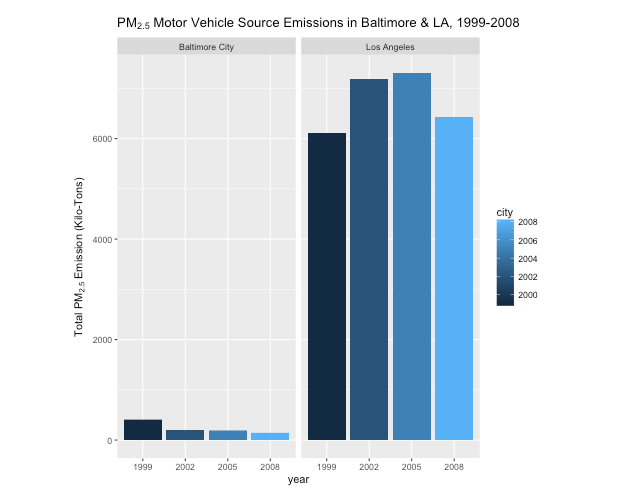 PM2.5 Motor Vehicle Source Emissions in Baltimore & LA, 1999-2008
Baltimore City
Los Angeles
Total PM2.5 Emission (Kilo-Tons)
6000
4000
2000
0
1999 2002 2005 2008
1999 2002 2005 2008
year
city
2008
2006
2004
2002
2000